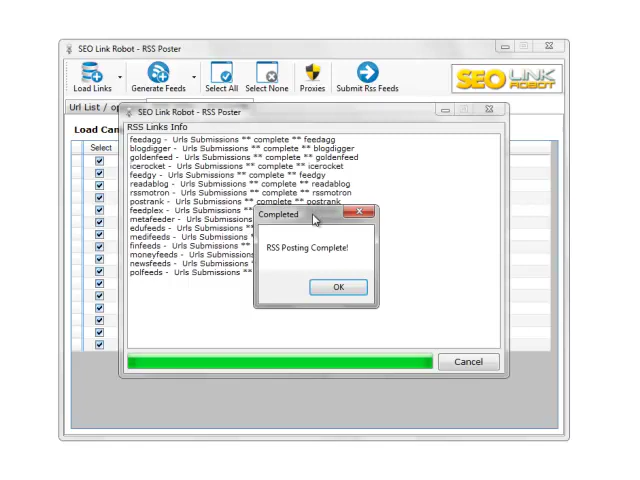 SEO Link Robot - RSS Poster
Load Links
Generate Feeds
Select All
Select None
Proxies
Submit Rss Feeds
SEO LINK
ROBOT
Url List / op
SEO Link Robot - RSS Poster
Load Can
RSS Links Info
Select
feedagg - Urls Submissions ** complete ** feedagg
blogdigger - Urls Submissions ** complete ** blogdigger
goldenfeed - Urls Submissions ** complete ** goldenfeed
icerocket - Urls Submissions ** complete ** icerocket
feedgy - Urls Submissions ** complete ** feedgy
readablog - Urls Submissions ** complete ** readablog
rssmotron - Urls Submissions ** complete ** rssmotron
postrank - Urls Submissions ** complete ** postrank
feedplex - Urls Submissions **
metafeeder - Urls Submissions
edufeeds - Urls Submissions **
medifeeds - Urls Submissions **
finfeeds - Urls Submissions **
moneyfeeds - Urls Submissions **
newsfeeds - Urls Submissions **
polfeeds - Urls Submissions **
Completed
RSS Posting Complete!
OK
Cancel